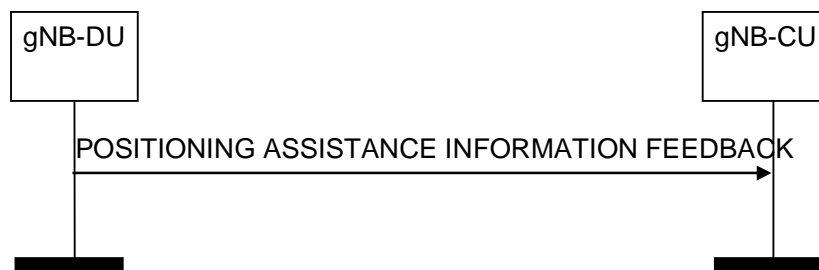 gNB-DU
gNB-CU
POSITIONING ASSISTANCE INFORMATION FEEDBACK